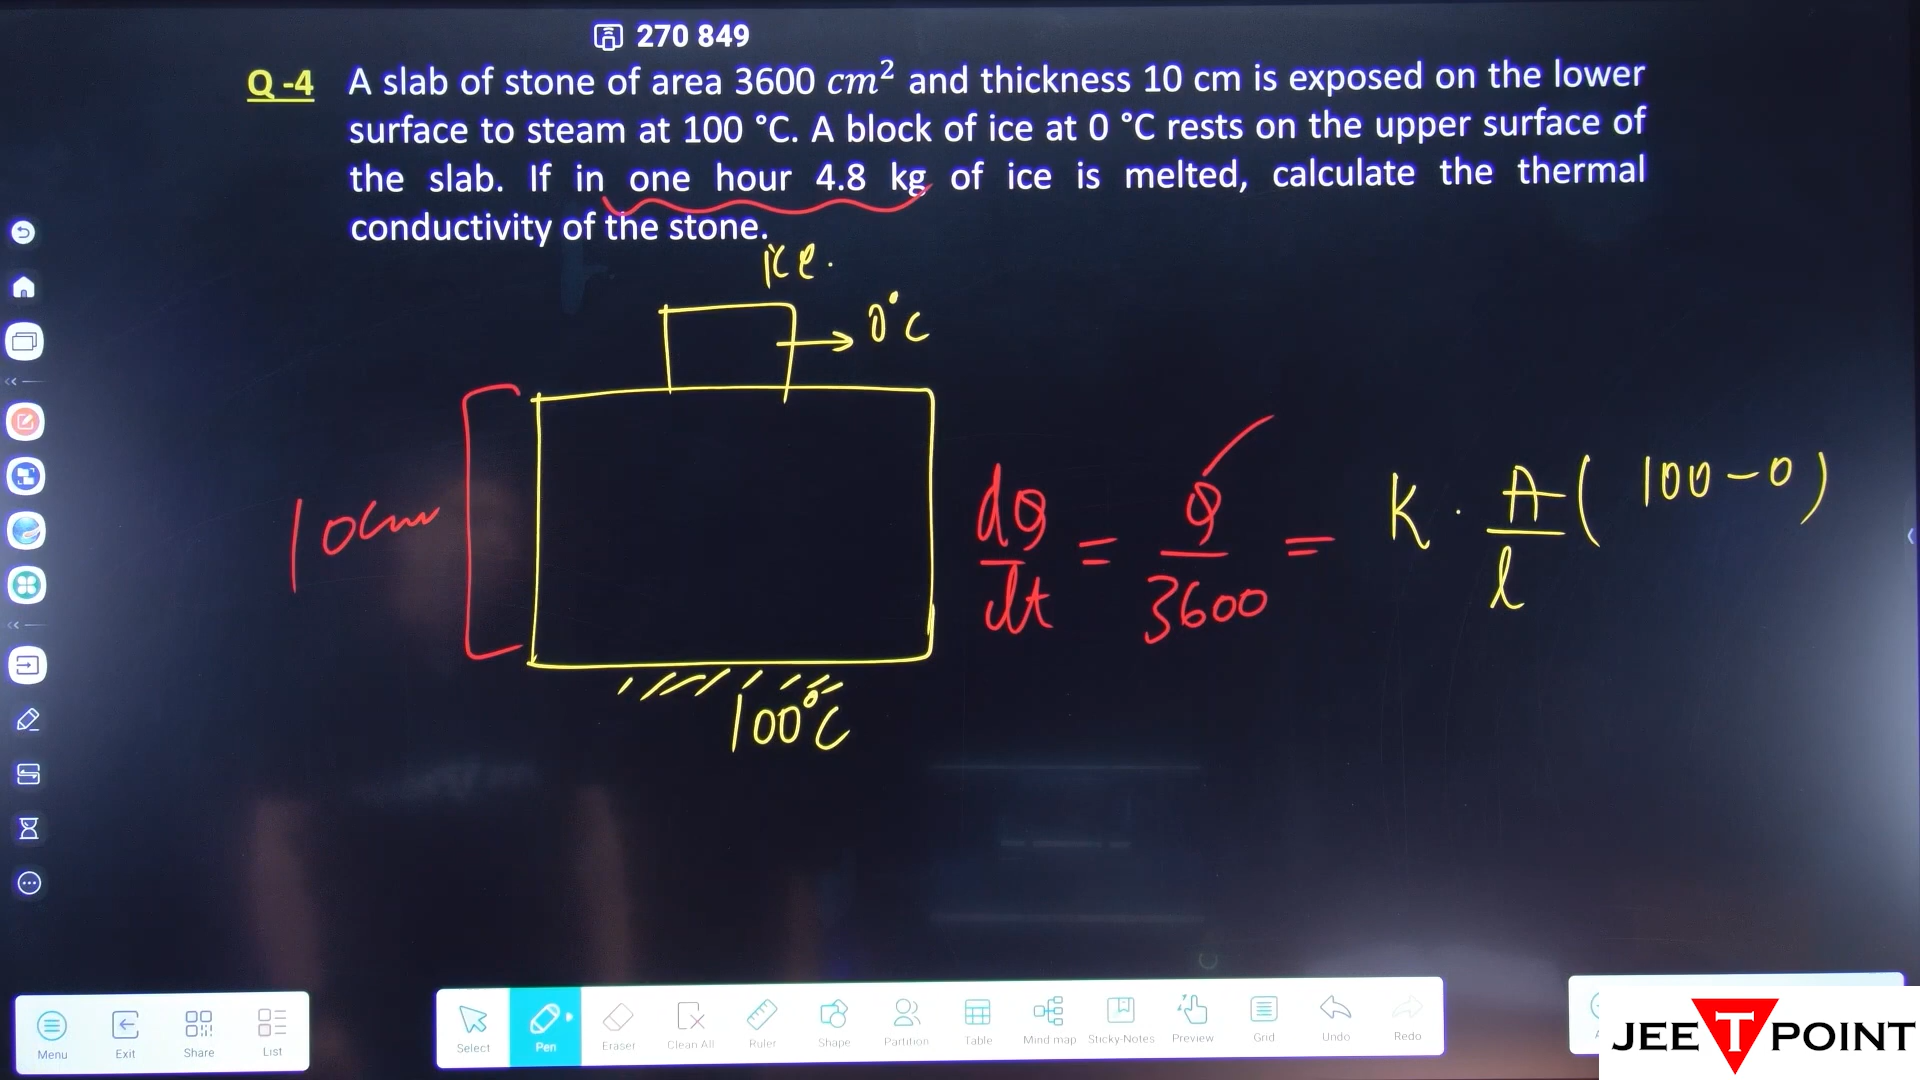 270 849
Q -4 A slab of stone of area 3600 cm² and thickness 10 cm is exposed on the lower
surface to steam at 100 °C. A block of ice at 0 °C rests on the upper surface of
the slab. If in one hour 4.8 kg of ice is melted, calculate the thermal
conductivity of the stone.
ice.
0°C
10cm
dQ/dt = Q/3600 = K · A/l (100-0)
100°C
Menu Exit Share List
Select Pen Eraser Clean All Ruler Shape Partition Table Mind map Sticky-Notes Preview Grid Undo Redo
JEE T POINT